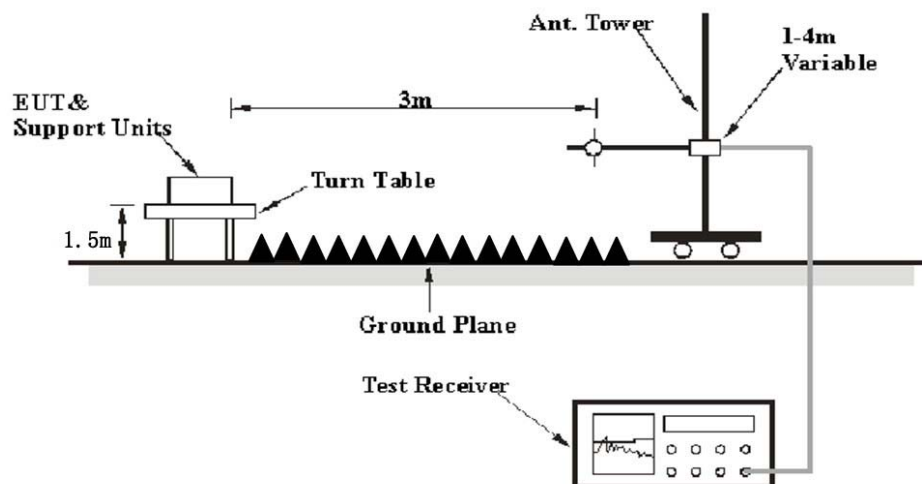 Ant. Tower
1-4m
Variable
EUT&
Support Units
3m
Turn Table
1.5m
Ground Plane
Test Receiver